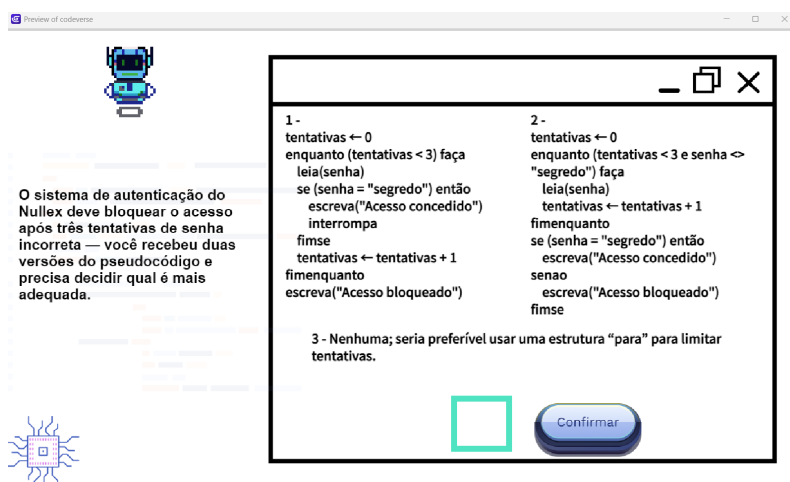 Preview of codeverse
O sistema de autenticação do
Nullex deve bloquear o acesso
após três tentativas de senha
incorreta — você recebeu duas
versões do pseudocódigo e
precisa decidir qual é mais
adequada.
1 -
tentativas ← 0
enquanto (tentativas < 3) faça
leia(senha)
se (senha = "segredo") então
escreva("Acesso concedido")
interrompa
fimse
tentativas ← tentativas + 1
fimenquanto
escreva("Acesso bloqueado")
2 -
tentativas ← 0
enquanto (tentativas < 3 e senha <>
"segredo") faça
leia(senha)
tentativas ← tentativas + 1
fimenquanto
se (senha = "segredo") então
escreva("Acesso concedido")
senao
escreva("Acesso bloqueado")
fimse
3 - Nenhuma; seria preferível usar uma estrutura “para” para limitar
tentativas.
Confirmar